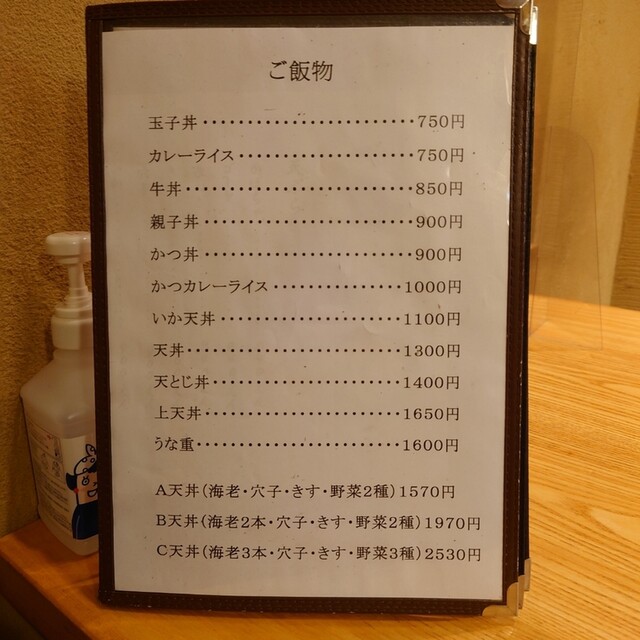 ご飯物
玉子丼・・・・・・・・・・・・・・・・・・・・・・・・750円
カレーライス・・・・・・・・・・・・・・・・・・・・750円
牛丼・・・・・・・・・・・・・・・・・・・・・・・・・・850円
親子丼・・・・・・・・・・・・・・・・・・・・・・・・900円
かつ丼・・・・・・・・・・・・・・・・・・・・・・・・900円
かつカレーライス・・・・・・・・・・・・・・・1000円
いか天丼・・・・・・・・・・・・・・・・・・・・・1100円
天丼・・・・・・・・・・・・・・・・・・・・・・・・・1300円
天とじ丼・・・・・・・・・・・・・・・・・・・・・・1400円
上天丼・・・・・・・・・・・・・・・・・・・・・・・1650円
うな重・・・・・・・・・・・・・・・・・・・・・・・・1600円
A天丼(海老・穴子・きす・野菜2種)1570円
B天丼(海老2本・穴子・きす・野菜2種)1970円
C天丼(海老3本・穴子・きす・野菜3種)2530円